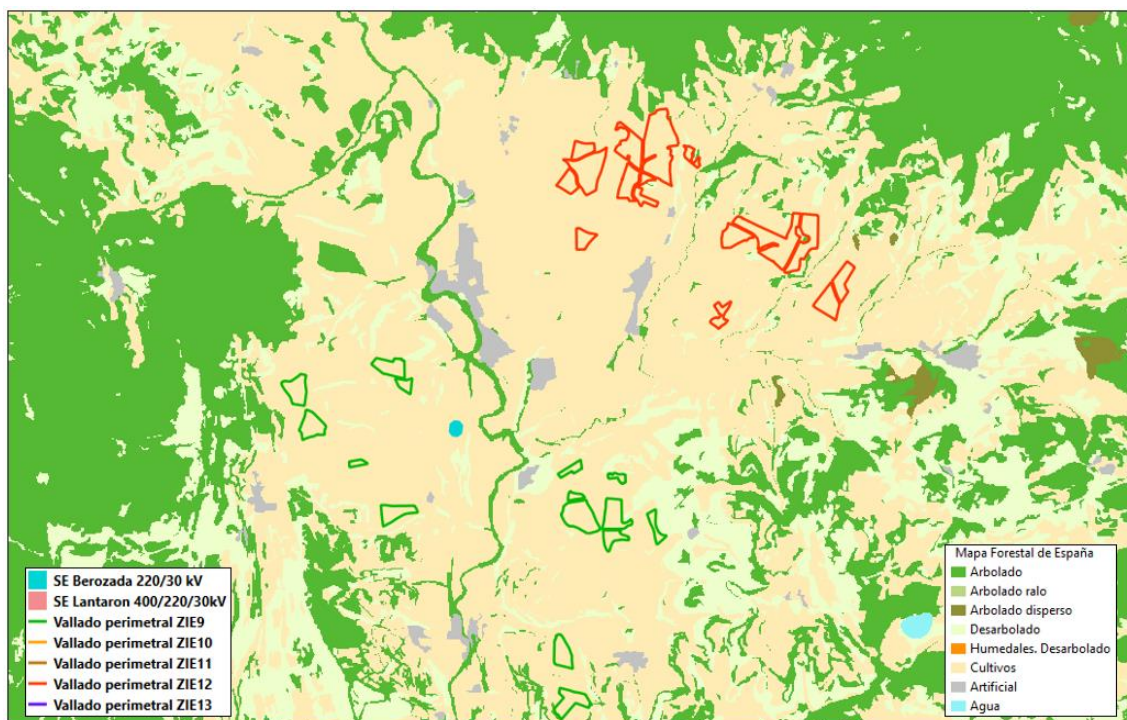 SE Berozada 220/30 kV
SE Lantaron 400/220/30kV
Vallado perimetral ZIE9
Vallado perimetral ZIE10
Vallado perimetral ZIE11
Vallado perimetral ZIE12
Vallado perimetral ZIE13
Mapa Forestal de España
Arbolado
Arbolado ralo
Arbolado disperso
Desarbolado
Humedales. Desarbolado
Cultivos
Artificial
Agua